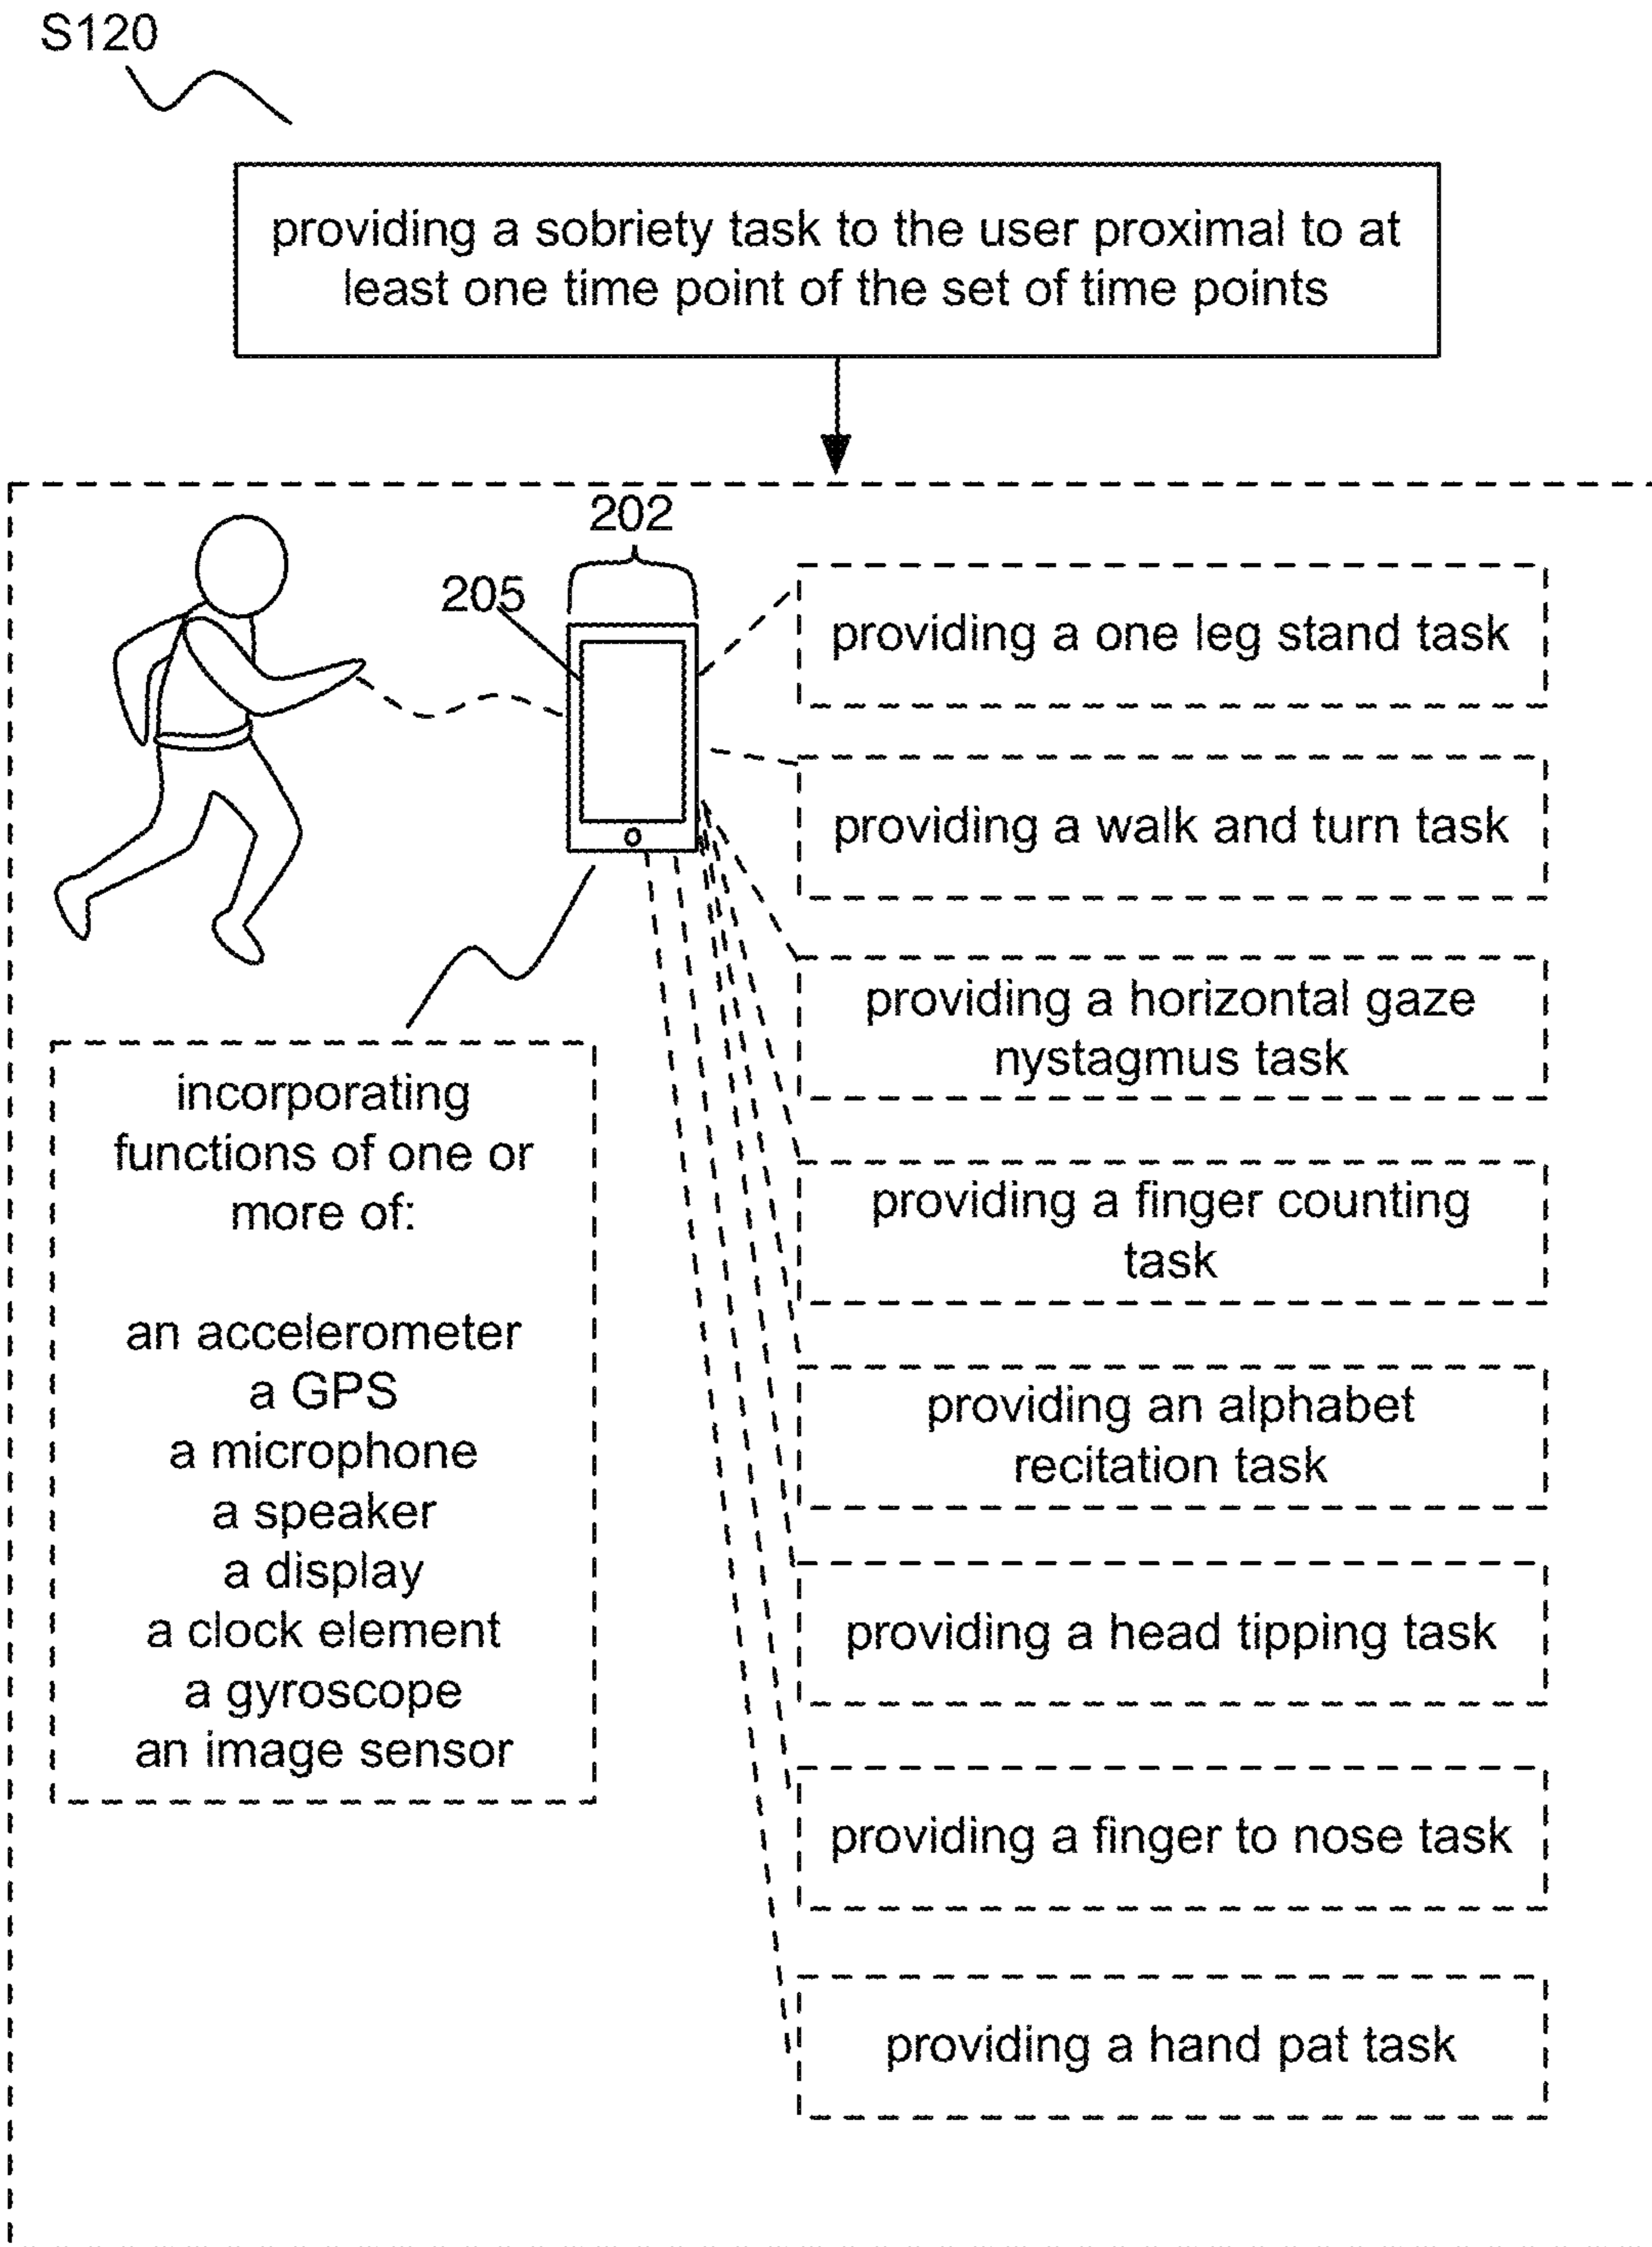 S120
providing a sobriety task to the user proximal to at
least one time point of the set of time points
202
205
providing a one leg stand task
providing a walk and turn task
providing a horizontal gaze
nystagmus task
providing a finger counting
task
providing an alphabet
recitation task
providing a head tipping task
providing a finger to nose task
providing a hand pat task
incorporating
functions of one or
more of:
an accelerometer
a GPS
a microphone
a speaker
a display
a clock element
a gyroscope
an image sensor